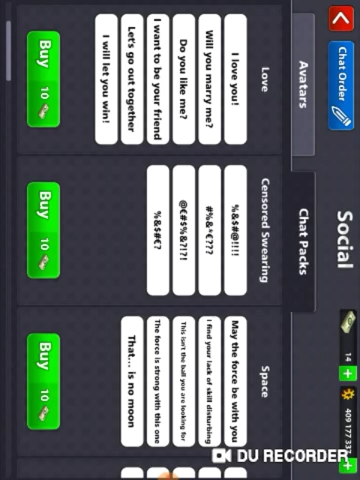 Social
14
409 177 337
Chat Order
Avatars
Chat Packs
Love
I love you!
Will you marry me?
Do you like me?
I want to be your friend
Let's go out together
I will let you win!
Buy 10
Censored Swearing
%&$#@!!!!
#%&*€???
@€#$%&?!?!
%&$#€?
Buy 10
Space
May the force be with you
I find your lack of skill disturbing
This isn't the ball you are looking for
The force is strong with this one
That... is no moon
Buy 10
DU RECORDER